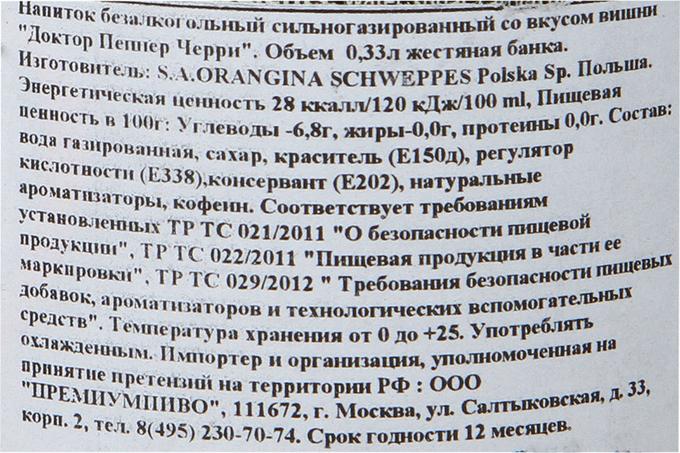 Напиток безалкогольный сильногазированный со вкусом вишни
"Доктор Пеппер Черри". Объем 0,33л жестяная банка.
Изготовитель: S.A.ORANGINA SCHWEPPES Polska Sp. Польша.
Энергетическая ценность 28 ккалл/120 кДж/100 ml, Пищевая
ценность в 100г: Углеводы -6,8г, жиры-0,0г, протеины 0,0г. Состав:
вода газированная, сахар, краситель (Е150д), регулятор
кислотности (Е338),консервант (Е202), натуральные
ароматизаторы, кофеин. Соответствует требованиям
установленных ТР ТС 021/2011 "О безопасности пищевой
продукции", ТР ТС 022/2011 "Пищевая продукция в части ее
маркировки", ТР ТС 029/2012 " Требования безопасности пищевых
добавок, ароматизаторов и технологических вспомогательных
средств". Температура хранения от 0 до +25. Употреблять
охлажденным. Импортер и организация, уполномоченная на
принятие претензий на территории РФ : ООО
"ПРЕМИУМПИВО", 111672, г. Москва, ул. Салтыковская, д. 33,
корп. 2, тел. 8(495) 230-70-74. Срок годности 12 месяцев.